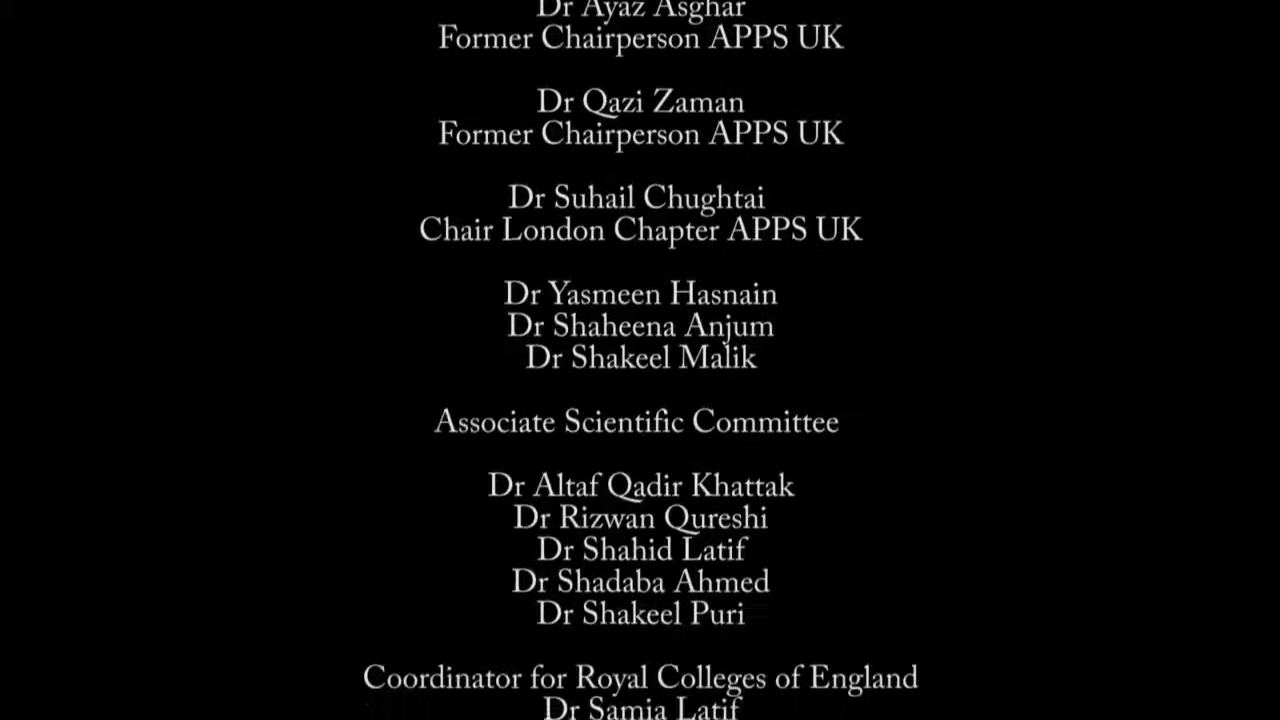 Dr Ayaz Asghar
Former Chairperson APPS UK
Dr Qazi Zaman
Former Chairperson APPS UK
Dr Suhail Chughtai
Chair London Chapter APPS UK
Dr Yasmeen Hasnain
Dr Shaheena Anjum
Dr Shakeel Malik
Associate Scientific Committee
Dr Altaf Qadir Khattak
Dr Rizwan Qureshi
Dr Shahid Latif
Dr Shadaba Ahmed
Dr Shakeel Puri
Coordinator for Royal Colleges of England
Dr Samia Latif